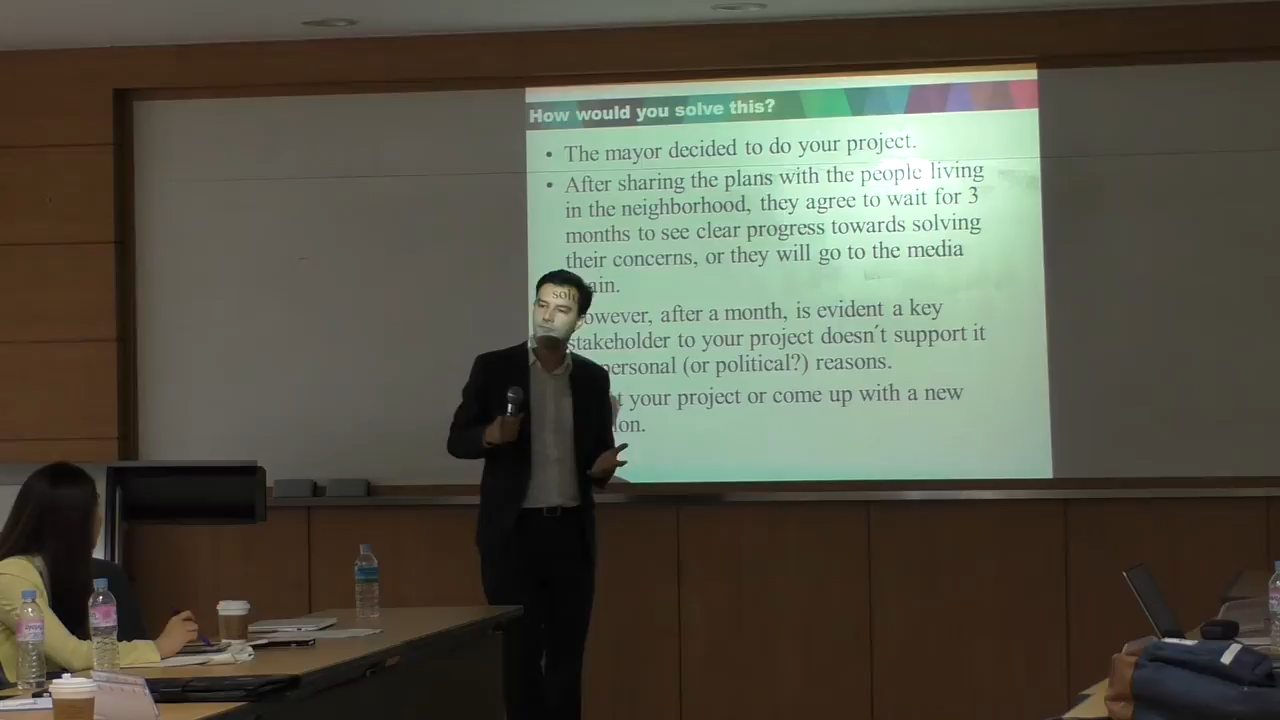 How would you solve this?
• The mayor decided to do your project.
• After sharing the plans with the people living
in the neighborhood, they agree to wait for 3
months to see clear progress towards solving
their concerns, or they will go to the media
ain.
owever, after a month, is evident a key
stakeholder to your project doesn´t support it
personal (or political?) reasons.
your project or come up with a new
solu